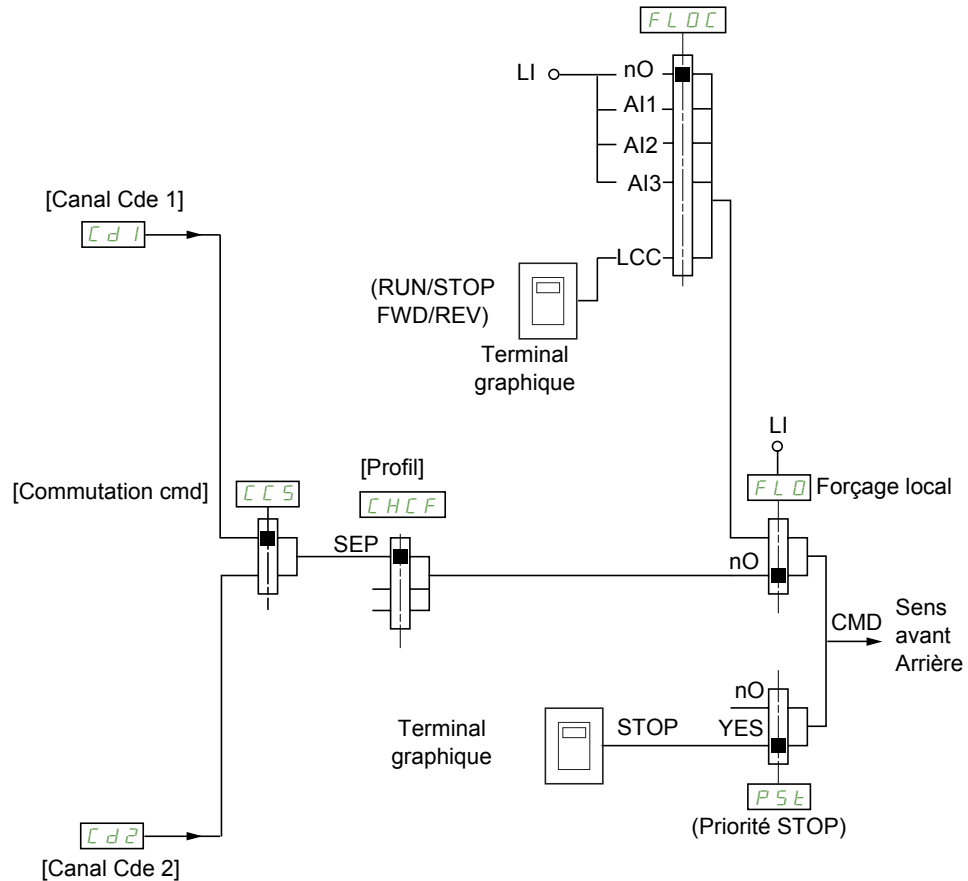 FLOC
LI
nO
AI1
AI2
AI3
LCC
[Canal Cde 1]
Cd1
(RUN/STOP
FWD/REV)
Terminal
graphique
LI
[Commutation cmd]
CCS
[Profil]
CHCF
FLO
Forçage local
SEP
nO
CMD
Sens
avant
Arrière
nO
Terminal
graphique
STOP
YES
PSt
(Priorité STOP)
Cd2
[Canal Cde 2]